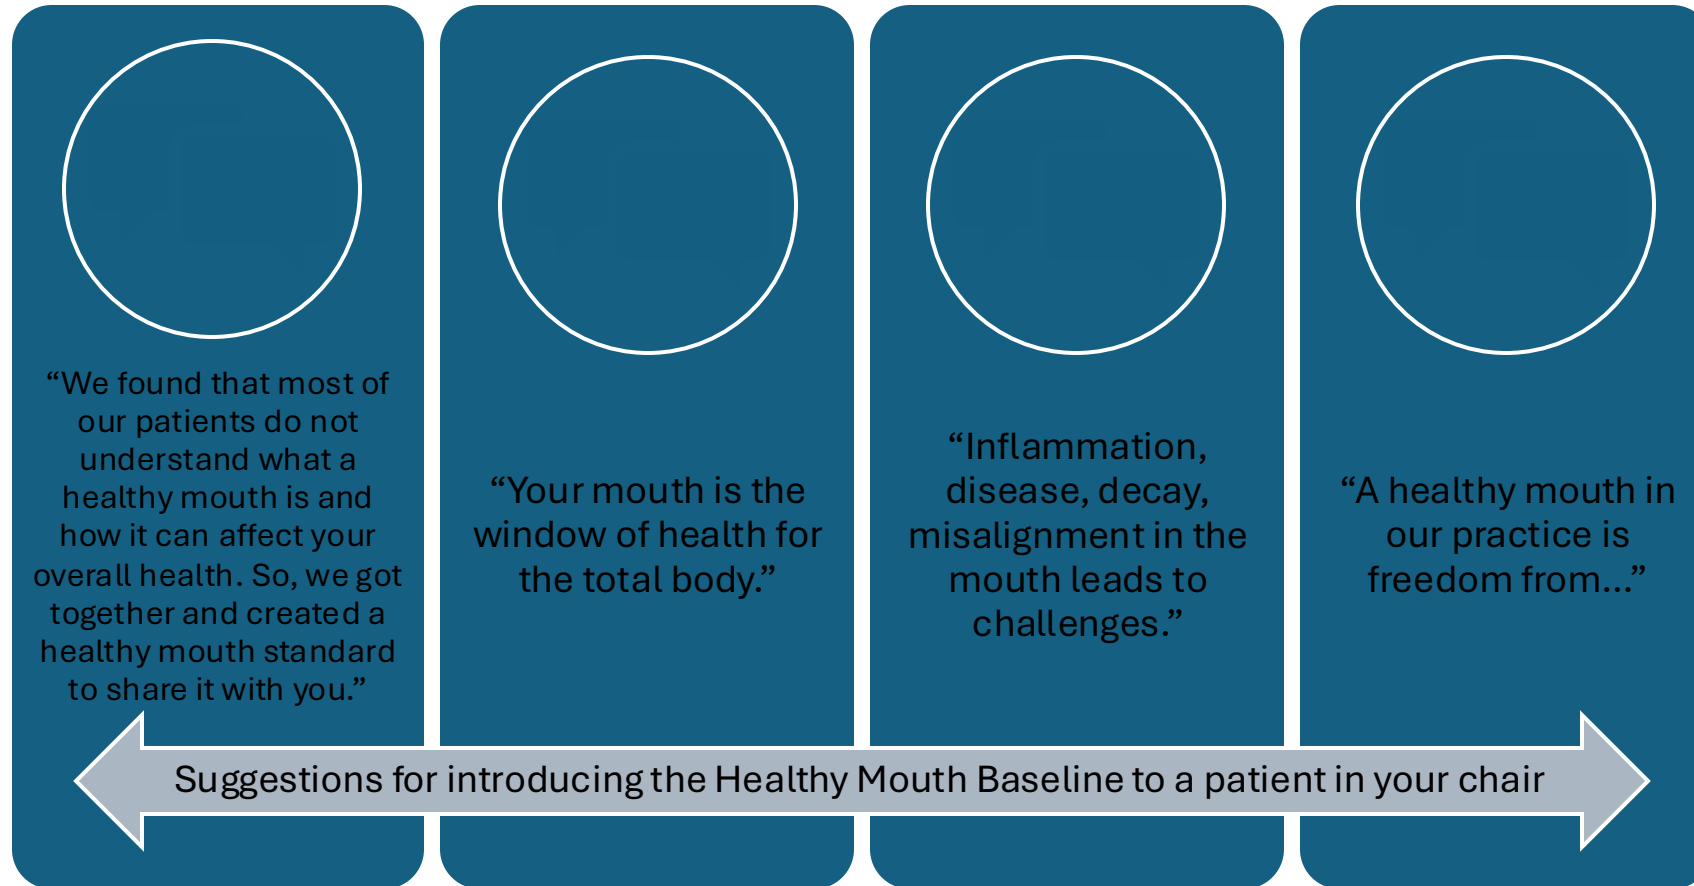 “We found that most of
our patients do not
understand what a
healthy mouth is and
how it can affect your
overall health. So, we got
together and created a
healthy mouth standard
to share it with you.”
“Your mouth is the
window of health for
the total body.”
“Inflammation,
disease, decay,
misalignment in the
mouth leads to
challenges.”
“A healthy mouth in
our practice is
freedom from...”
Suggestions for introducing the Healthy Mouth Baseline to a patient in your chair